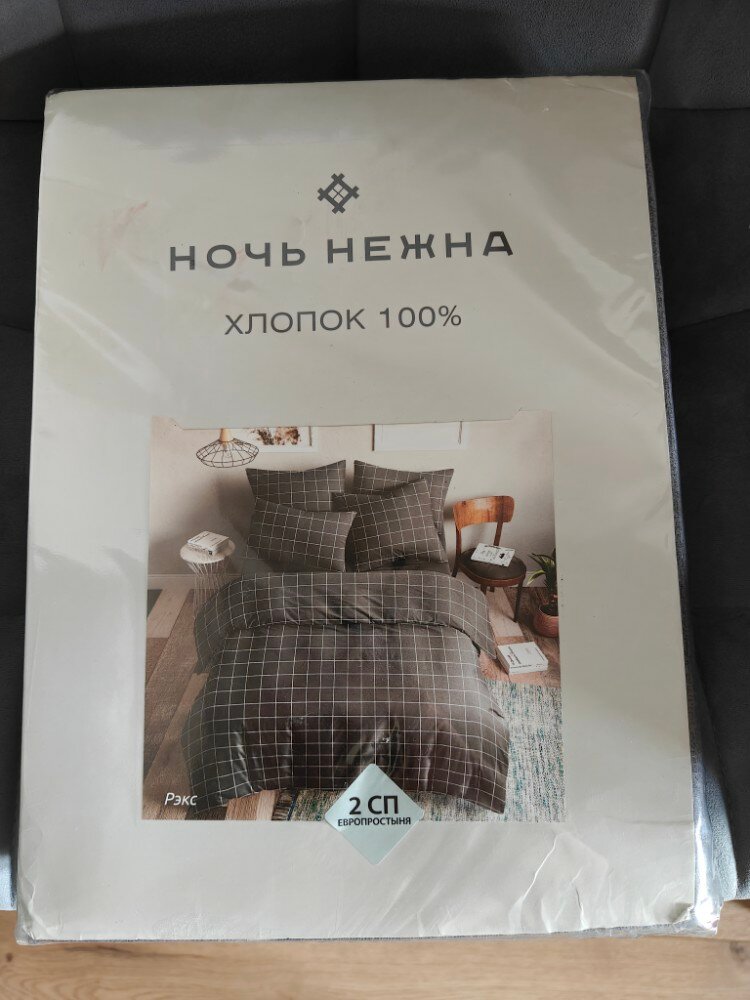 НОЧЬ НЕЖНА
ХЛОПОК 100%
Рэкс
2 СП
ЕВРОПРОСТЫНЯ